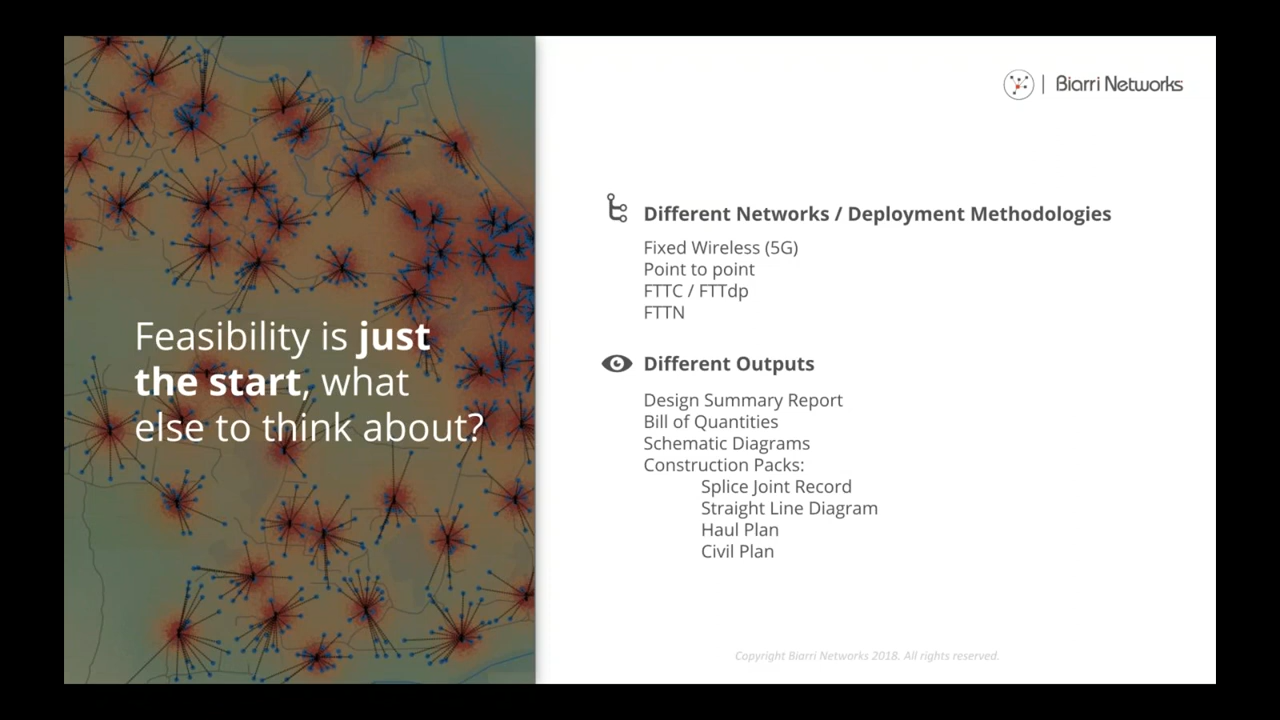 Biarri Networks
Feasibility is just
the start, what
else to think about?
Different Networks / Deployment Methodologies
Fixed Wireless (5G)
Point to point
FTTC / FTTdp
FTTN
Different Outputs
Design Summary Report
Bill of Quantities
Schematic Diagrams
Construction Packs:
Splice Joint Record
Straight Line Diagram
Haul Plan
Civil Plan
Copyright Biarri Networks 2018. All rights reserved.